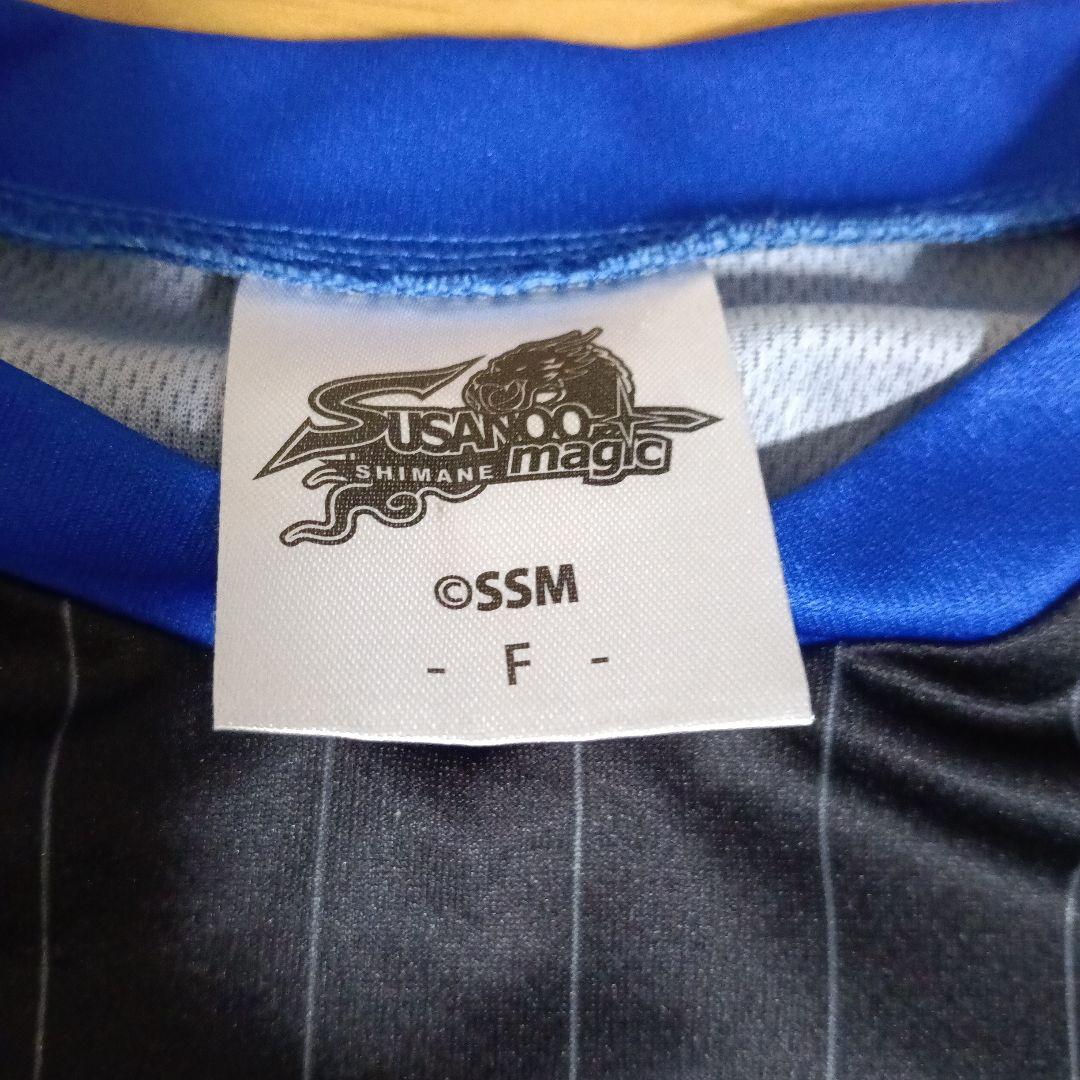 SUSANOO
SHIMANE magic
©SSM
- F -